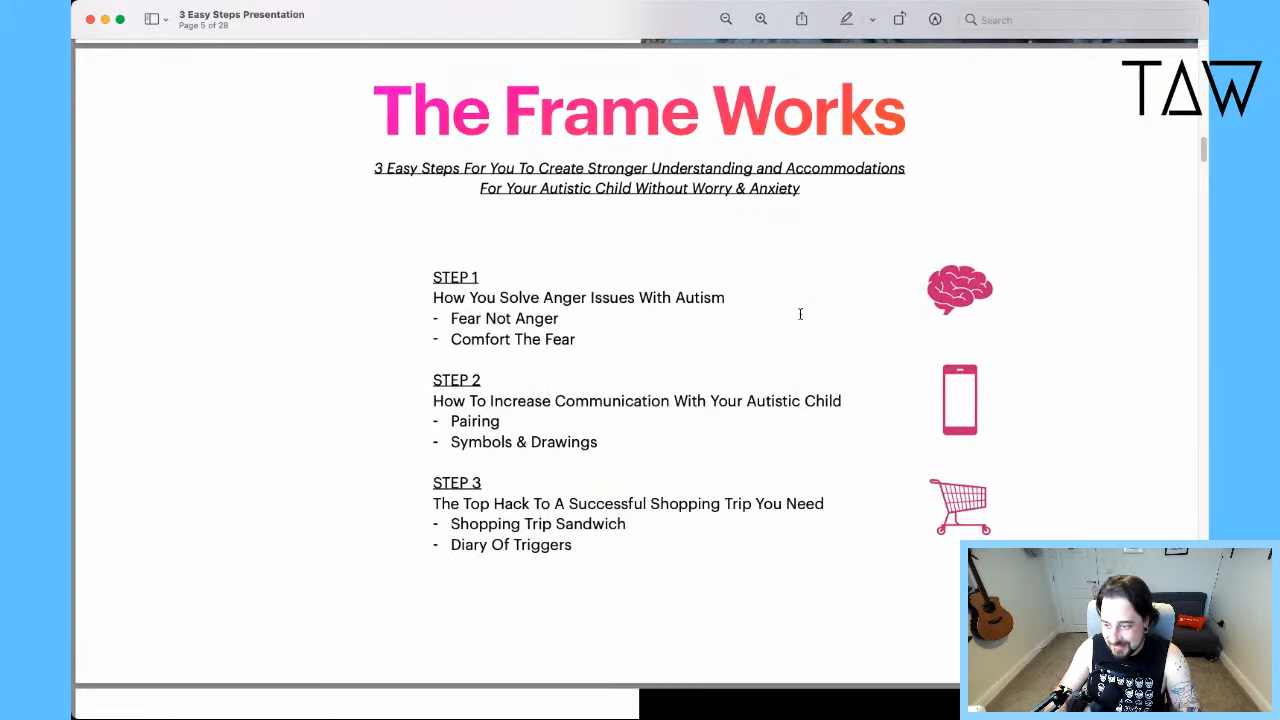 3 Easy Steps Presentation
Page 5 of 28
Search
TAW
The Frame Works
3 Easy Steps For You To Create Stronger Understanding and Accommodations
For Your Autistic Child Without Worry & Anxiety
STEP 1
How You Solve Anger Issues With Autism
- Fear Not Anger
- Comfort The Fear
STEP 2
How To Increase Communication With Your Autistic Child
- Pairing
- Symbols & Drawings
STEP 3
The Top Hack To A Successful Shopping Trip You Need
- Shopping Trip Sandwich
- Diary Of Triggers